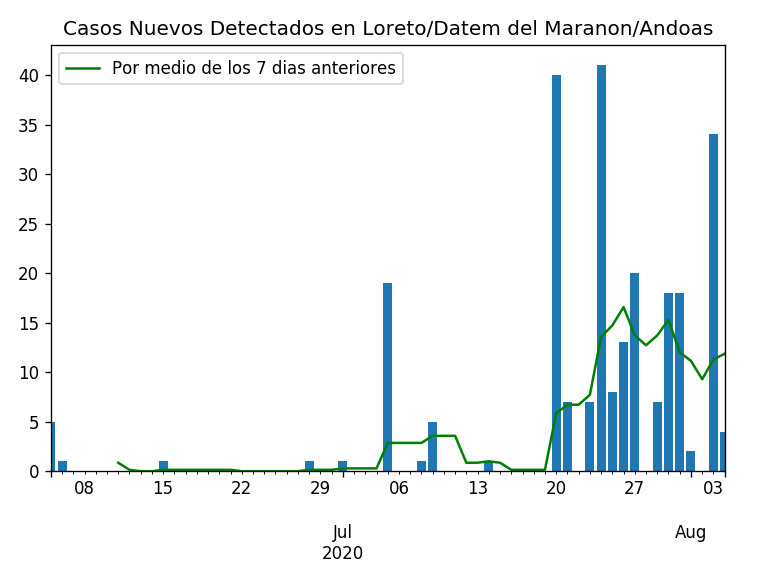 Casos Nuevos Detectados en Loreto/Datem del Maranon/Andoas
Por medio de los 7 dias anteriores
40
35
30
25
20
15
10
5
0
08 15 22 29 06 13 20 27 03
Jul Aug
2020